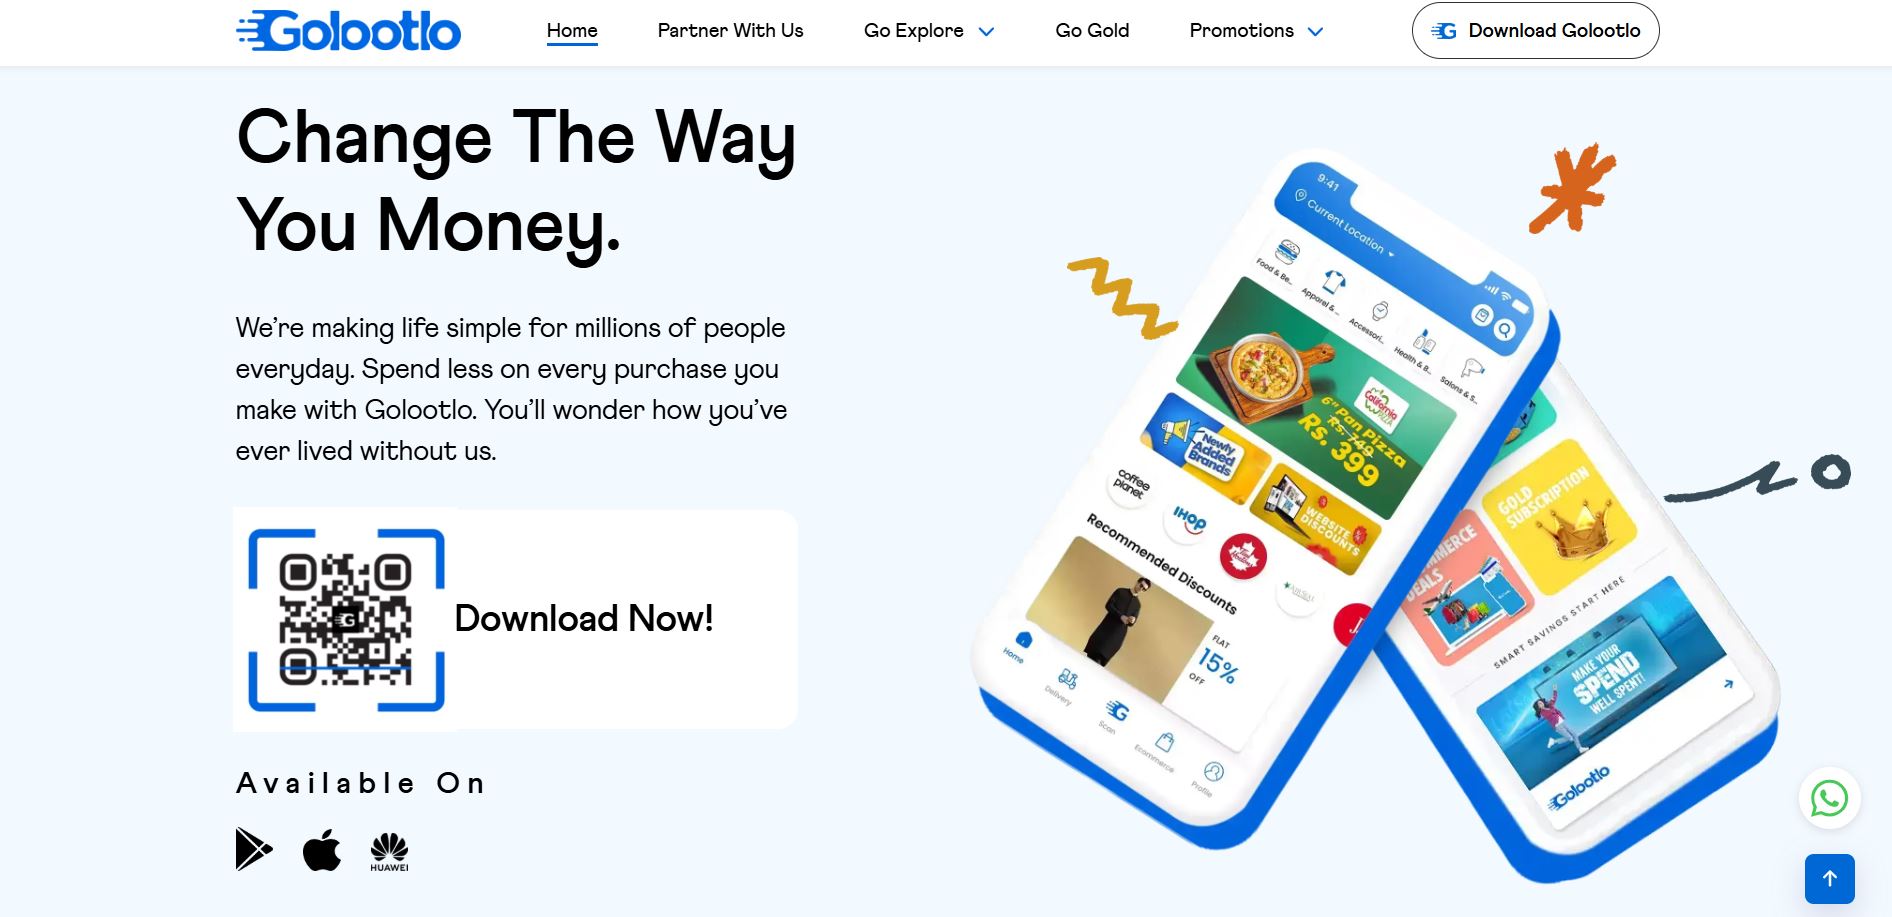 Golootlo
Home
Partner With Us
Go Explore
Go Gold
Promotions
G Download Golootlo
Change The Way
You Money.
We're making life simple for millions of people
everyday. Spend less on every purchase you
make with Golootlo. You'll wonder how you've
ever lived without us.
G
Download Now!
Available On
HUAWEI
9:41
Current Location
Food & Be..
Apparel & ..
Accessori..
Health & B..
Salons & S..
California
PIZZA
6" Pan Pizza
Rs. 749
Rs. 399
Newly
Added
Brands
WEBSITE
DISCOUNTS
coffee
planet
IHOP
Recommended Discounts
FLAT
15%
OFF
Home
Delivery
Scan
Ecommerce
Profile
GOLD
SUBSCRIPTION
MMERCE
DEALS
SMART SAVINGS START HERE
MAKE YOUR
SPEND
WELL SPENT!
Golootlo